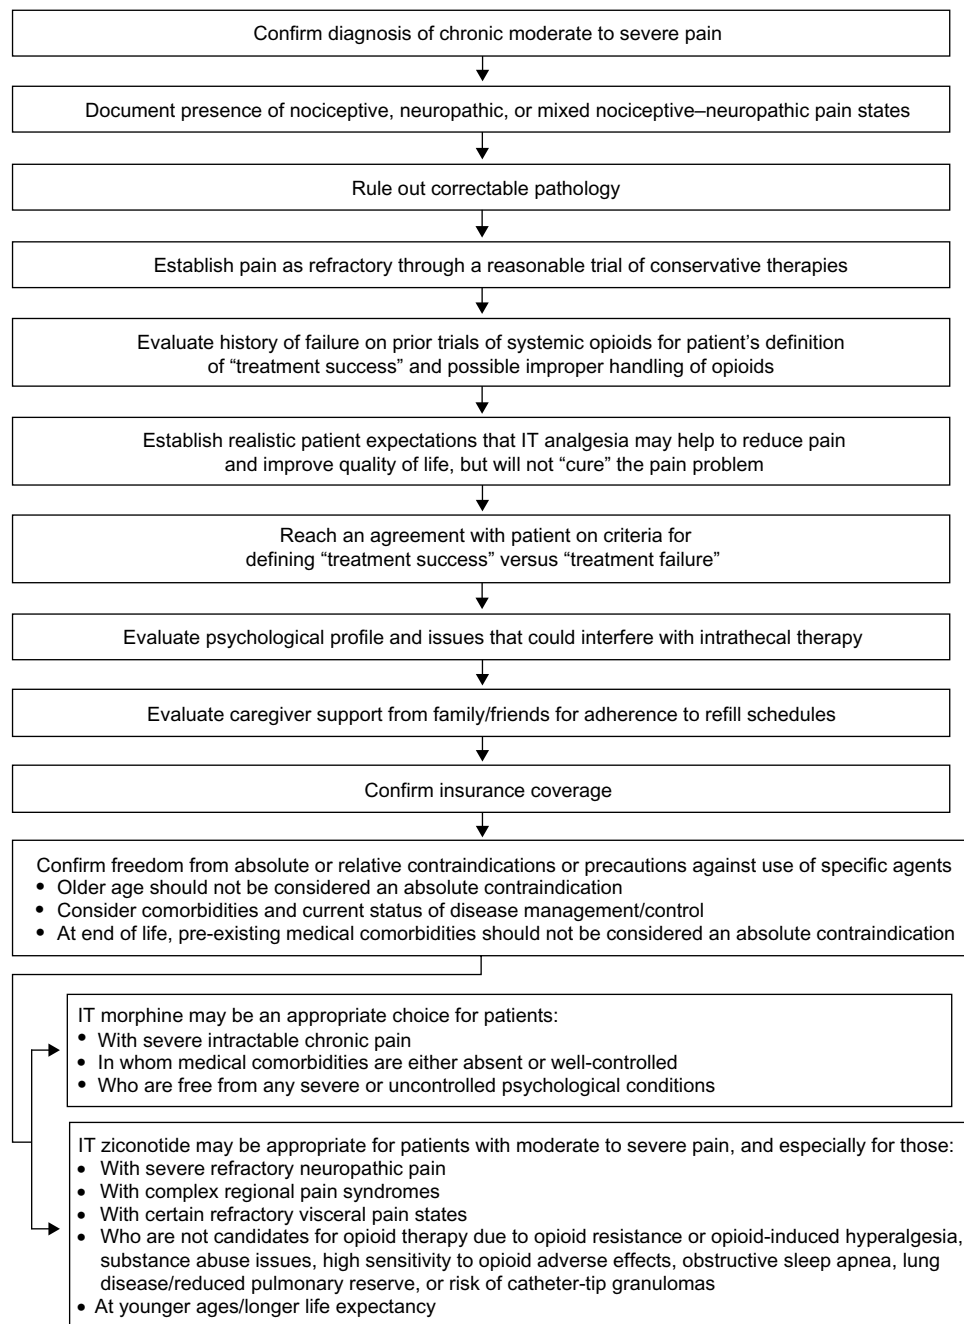 Confirm diagnosis of chronic moderate to severe pain
Document presence of nociceptive, neuropathic, or mixed nociceptive–neuropathic pain states
Rule out correctable pathology
Establish pain as refractory through a reasonable trial of conservative therapies
Evaluate history of failure on prior trials of systemic opioids for patient’s definition
of “treatment success” and possible improper handling of opioids
Establish realistic patient expectations that IT analgesia may help to reduce pain
and improve quality of life, but will not “cure” the pain problem
Reach an agreement with patient on criteria for
defining “treatment success” versus “treatment failure”
Evaluate psychological profile and issues that could interfere with intrathecal therapy
Evaluate caregiver support from family/friends for adherence to refill schedules
Confirm insurance coverage
Confirm freedom from absolute or relative contraindications or precautions against use of specific agents
• Older age should not be considered an absolute contraindication
• Consider comorbidities and current status of disease management/control
• At end of life, pre-existing medical comorbidities should not be considered an absolute contraindication
IT morphine may be an appropriate choice for patients:
• With severe intractable chronic pain
• In whom medical comorbidities are either absent or well-controlled
• Who are free from any severe or uncontrolled psychological conditions
IT ziconotide may be appropriate for patients with moderate to severe pain, and especially for those:
• With severe refractory neuropathic pain
• With complex regional pain syndromes
• With certain refractory visceral pain states
• Who are not candidates for opioid therapy due to opioid resistance or opioid-induced hyperalgesia,
substance abuse issues, high sensitivity to opioid adverse effects, obstructive sleep apnea, lung
disease/reduced pulmonary reserve, or risk of catheter-tip granulomas
• At younger ages/longer life expectancy